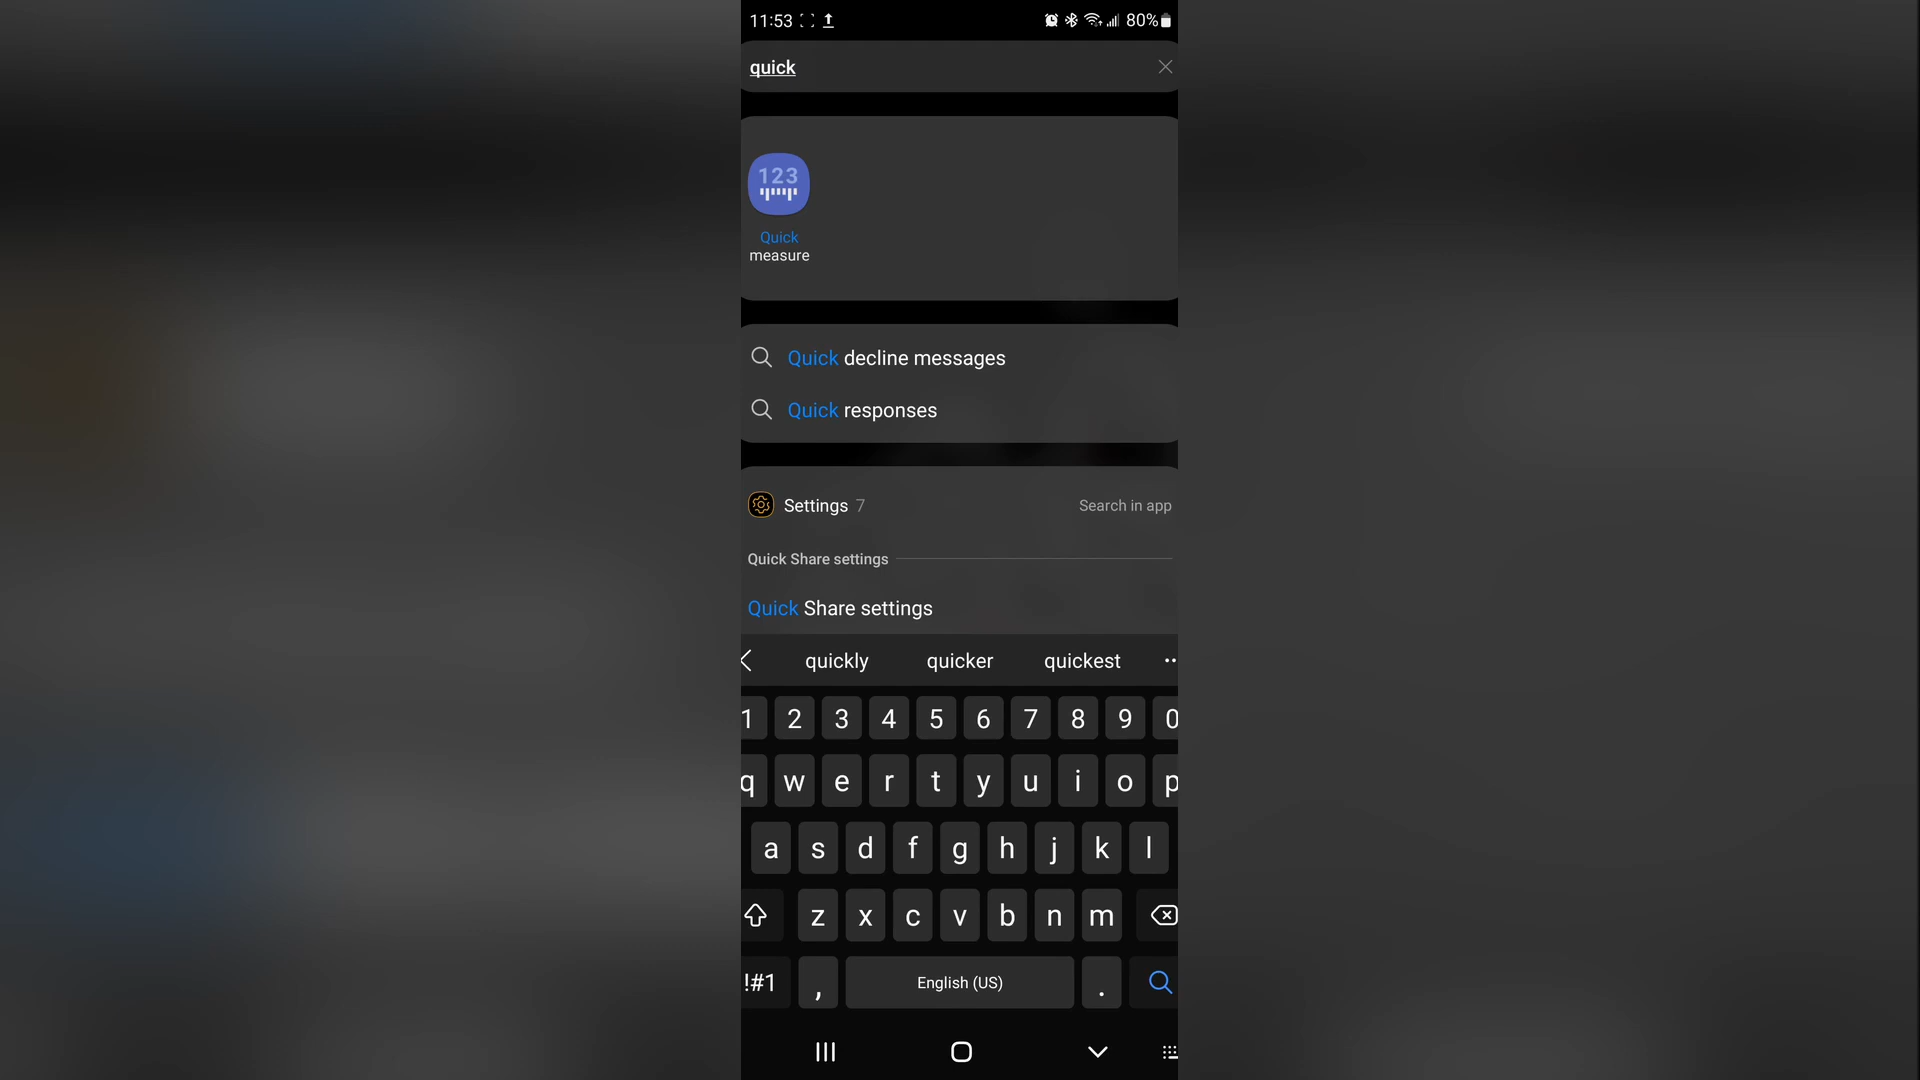 11:53 80%
quick
123
Quick
measure
Quick decline messages
Quick responses
Settings 7 Search in app
Quick Share settings
Quick Share settings
quickly quicker quickest
1 2 3 4 5 6 7 8 9 0
q w e r t y u i o p
a s d f g h j k l
z x c v b n m
!#1 , English (US) .